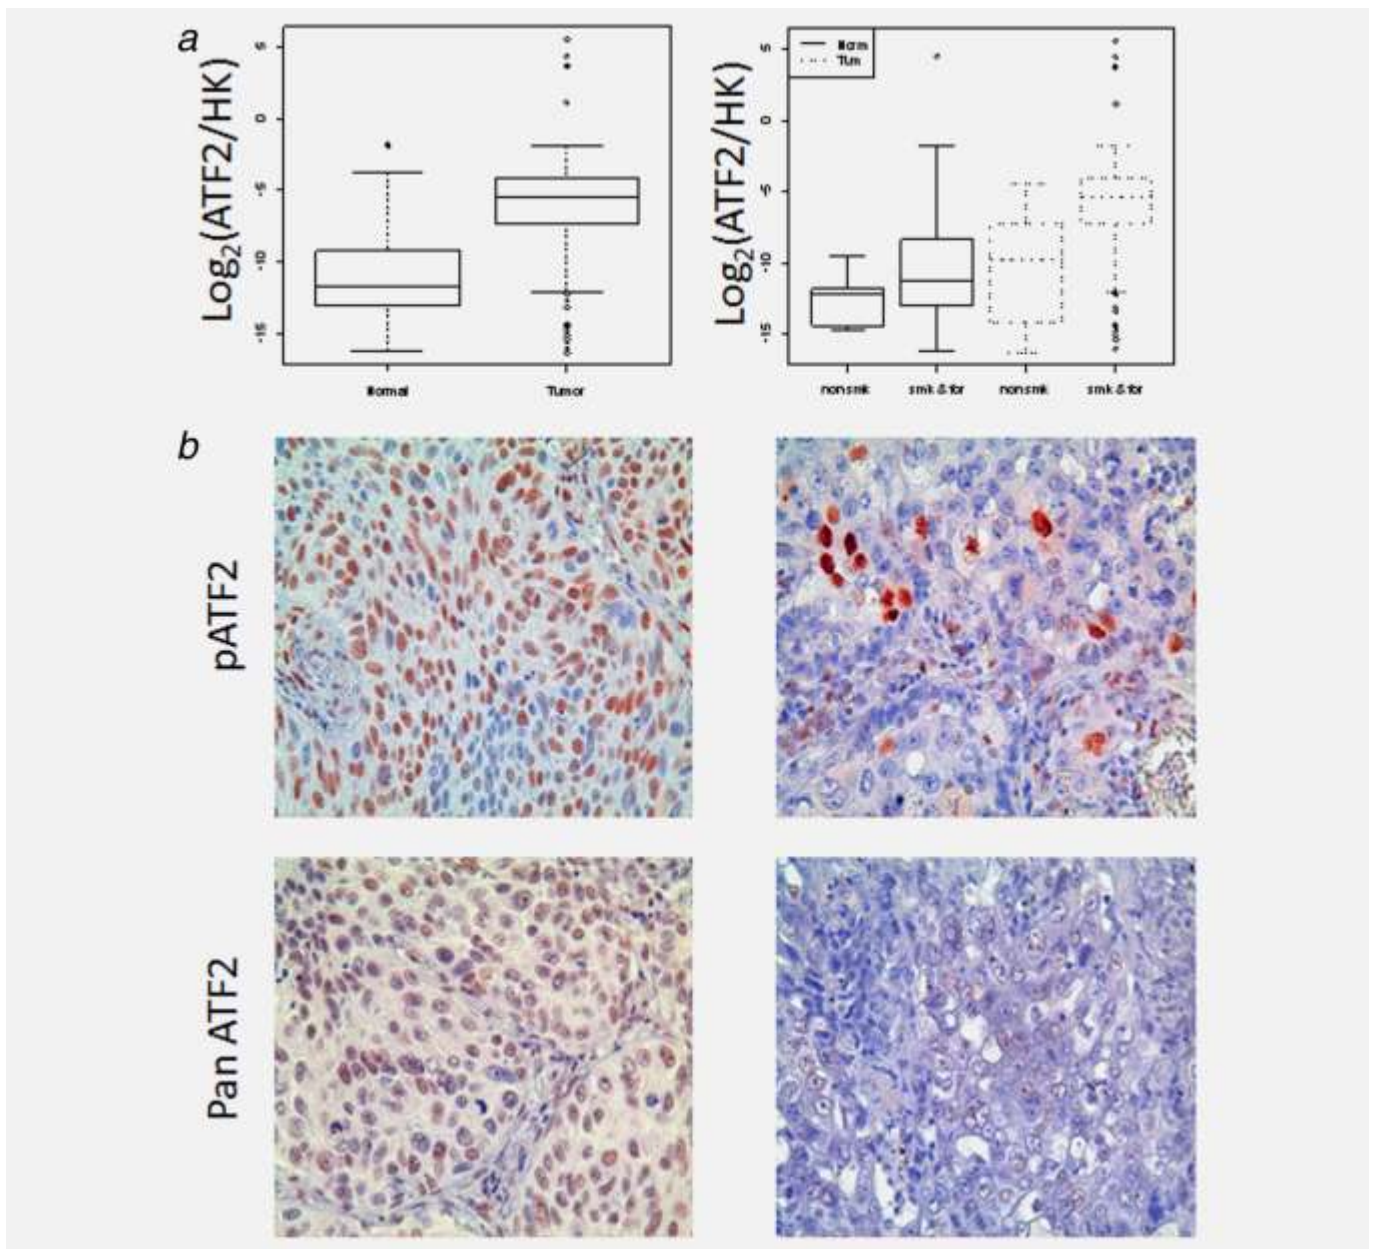 a
Log2(ATF2/HK)
5
0
-5
-10
-15
Normal
Tumor
Log2(ATF2/HK)
5
0
-5
-10
-15
Norm
Tum
nonsmk
smk&for
nonsmk
smk&for
b
pATF2
Pan ATF2